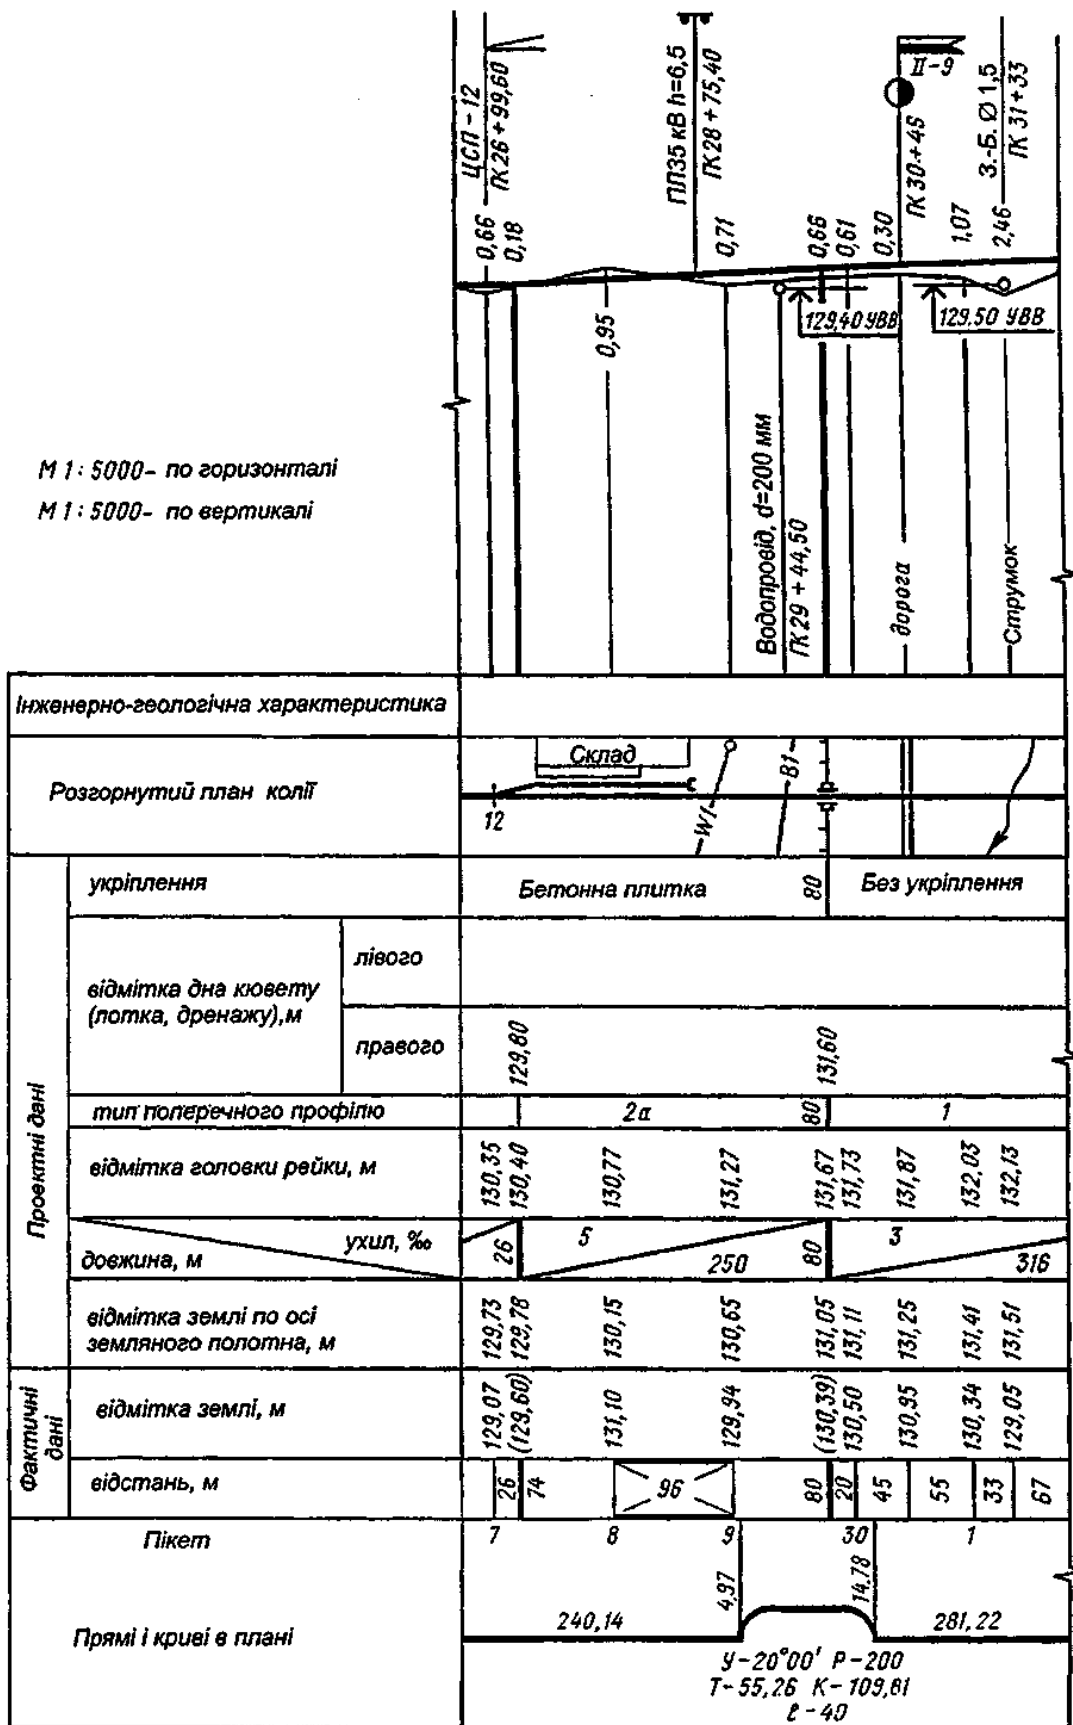 ЦСП-12
ПК26+99,60
ПЛ35 кВ h=6,5
ПК28+75,40
II-9
ПК30+45
З.-Б. Ø 1,5
ПК 31+33
0,66
0,18
0,71
0,66
0,61
0,30
1,07
2,46
0,95
129,40 УВВ
129,50 УВВ
М 1:5000- по горизонталі
М 1:5000- по вертикалі
Водопровід, d=200 мм
ПК29 + 44,50
дорога
Струмок
Інженерно-геологічна характеристика
Розгорнутий план колії
Склад
12
W1
В1
Проектні дані
укріплення
Бетонна плитка
80
Без укріплення
відмітка дна кювету
(лотка, дренажу),м
лівого
правого
129,80
131,60
тип поперечного профілю
2а
80
1
відмітка головки рейки, м
130,35
130,40
130,77
131,27
131,67
131,73
131,87
132,03
132,13
ухил, ‰
довжина, м
26
5
250
80
3
316
відмітка землі по осі
земляного полотна, м
129,73
129,78
130,15
130,65
131,05
131,11
131,25
131,41
131,51
Фактичні
дані
відмітка землі, м
129,07
(129,60)
131,10
129,94
(130,39)
130,50
130,95
130,34
129,05
відстань, м
26
74
96
80
20
45
55
33
67
Пікет
7
8
9
30
1
Прямі і криві в плані
240,14
4,97
14,78
281,22
У-20°00' Р-200
Т-55,26 К-109,81
ℓ-40